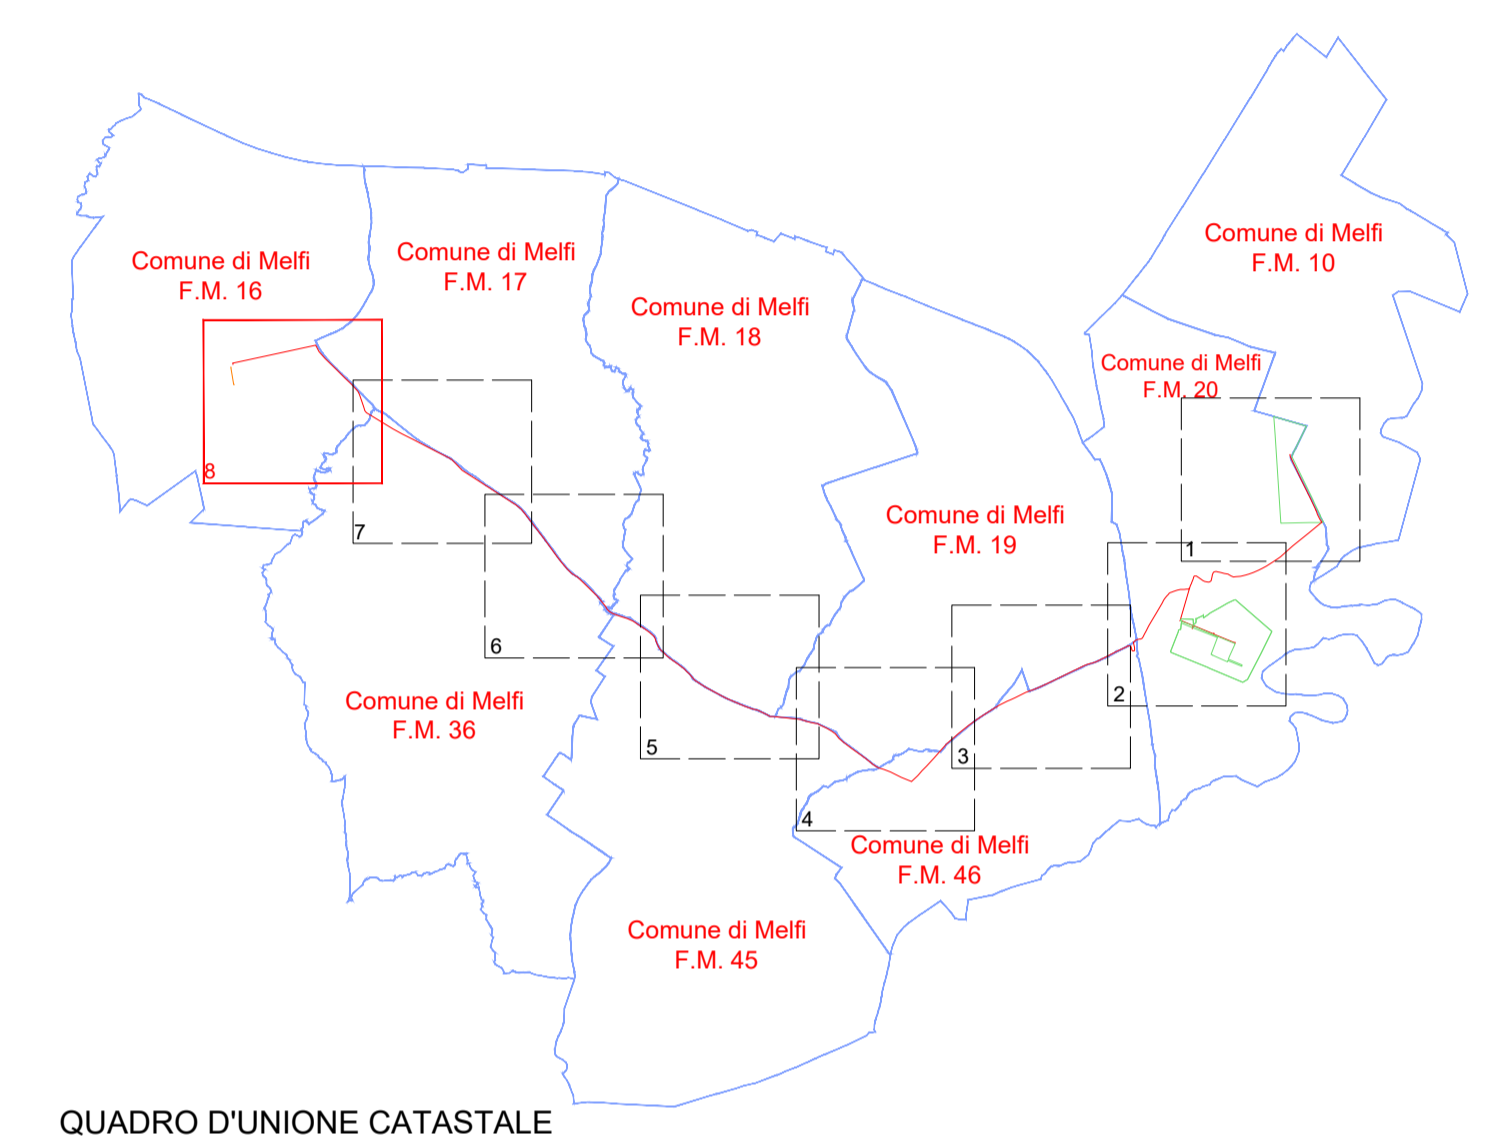 Comune di Melfi
F.M. 10
Comune di Melfi
F.M. 16
Comune di Melfi
F.M. 17
Comune di Melfi
F.M. 18
Comune di Melfi
F.M. 20
8
7
Comune di Melfi
F.M. 19
1
6
2
Comune di Melfi
F.M. 36
5
3
4
Comune di Melfi
F.M. 46
Comune di Melfi
F.M. 45
QUADRO D'UNIONE CATASTALE